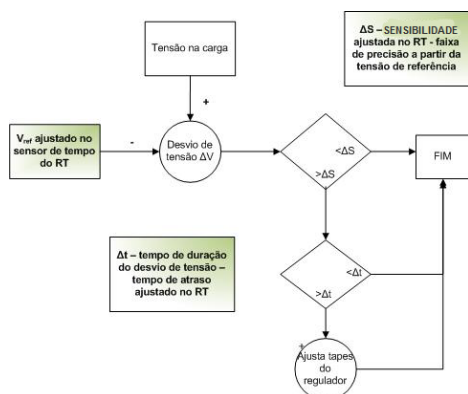 Tensão na carga
ΔS – SENSIBILIDADE
ajustada no RT - faixa
de precisão a partir da
tensão de referência
+
Vref ajustado no
sensor de tempo
do RT
-
Desvio de
tensão ΔV
<ΔS
>ΔS
FIM
Δt – tempo de duração
do desvio de tensão –
tempo de atraso
ajustado no RT
<Δt
>Δt
+
Ajusta tapes
do
regulador